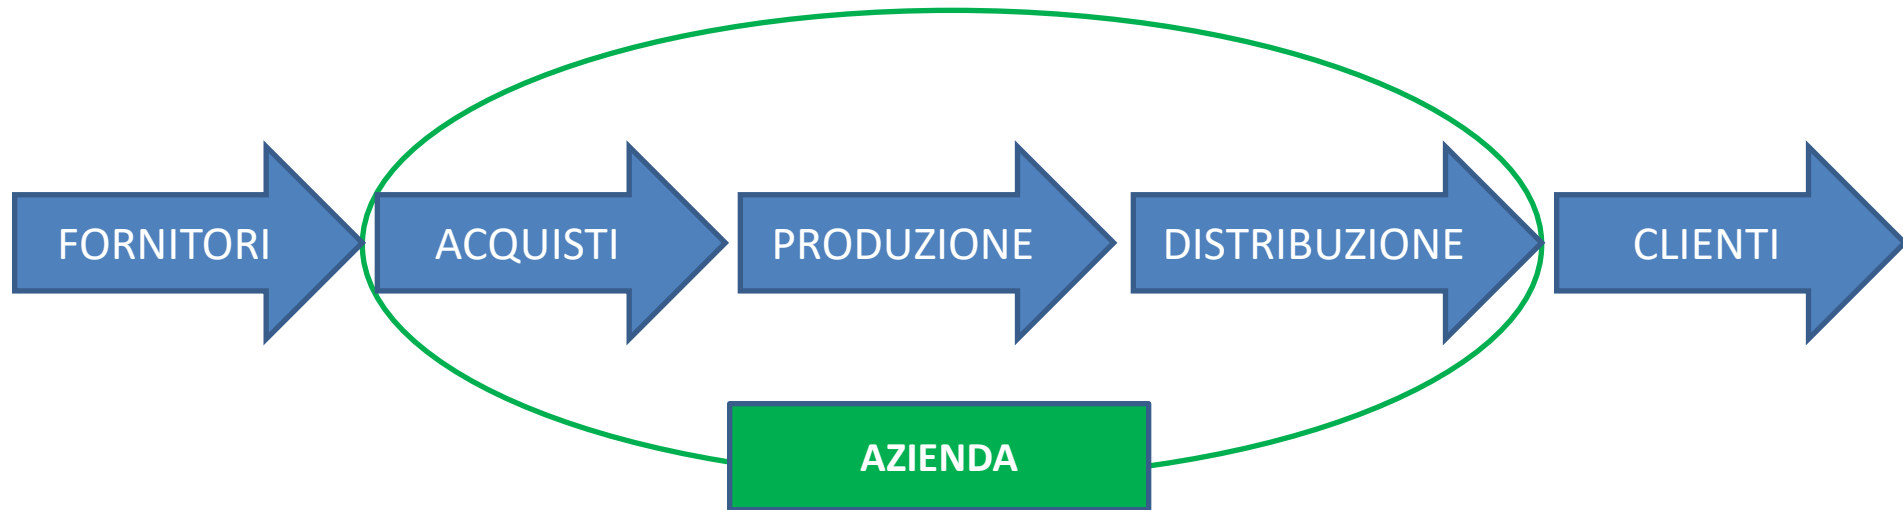 FORNITORI
ACQUISTI
PRODUZIONE
DISTRIBUZIONE
CLIENTI
AZIENDA